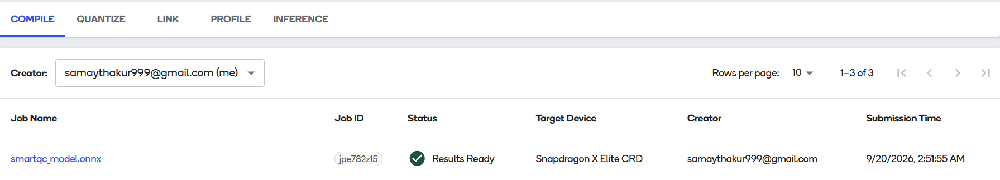 COMPILE QUANTIZE LINK PROFILE INFERENCE
Creator: samaythakur999@gmail.com (me) Rows per page: 10 1–3 of 3
Job Name Job ID Status Target Device Creator Submission Time
smartqc_model.onnx jpe782z15 Results Ready Snapdragon X Elite CRD samaythakur999@gmail.com 9/20/2026, 2:51:55 AM